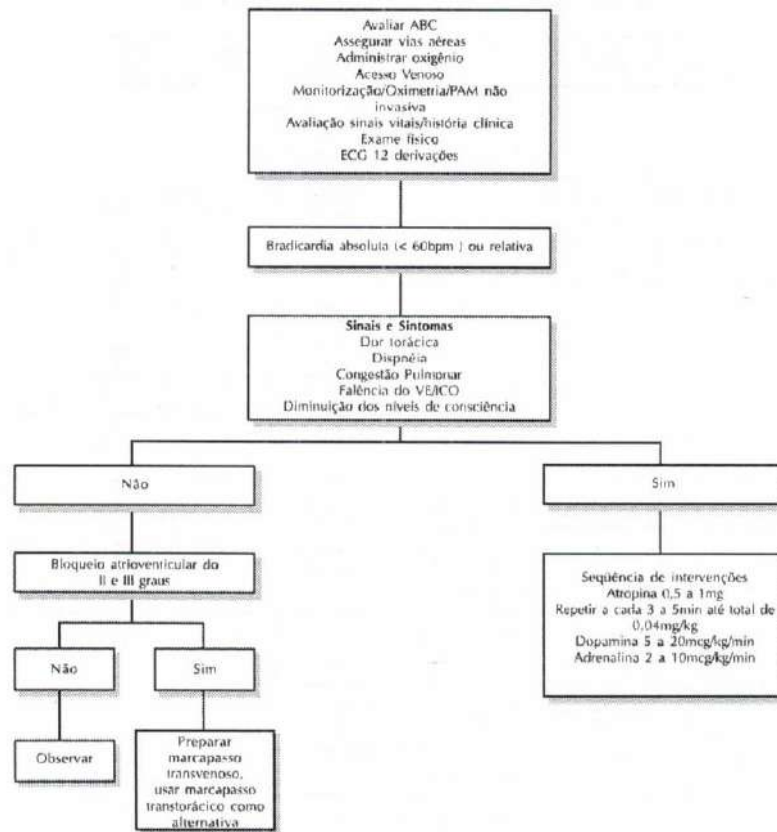 Avaliar ABC
Assegurar vias aéreas
Administrar oxigênio
Acesso Venoso
Monitorização/Oximetria/PAM não
invasiva
Avaliação sinais vitais/história clínica
Exame físico
ECG 12 derivações
Bradicardia absoluta (< 60bpm ) ou relativa
Sinais e Sintomas
Dor torácica
Dispnéia
Congestão Pulmonar
Falência do VE/ICO
Diminuição dos níveis de consciência
Não
Sim
Bloqueio atrioventicular do
II e III graus
Não
Sim
Observar
Preparar
marcapasso
transvenoso,
usar marcapasso
transtorácico como
alternativa
Seqüência de intervenções
Atropina 0,5 a 1mg
Repetir a cada 3 a 5min até total de
0,04mg/kg
Dopamina 5 a 20mcg/kg/min
Adrenalina 2 a 10mcg/kg/min